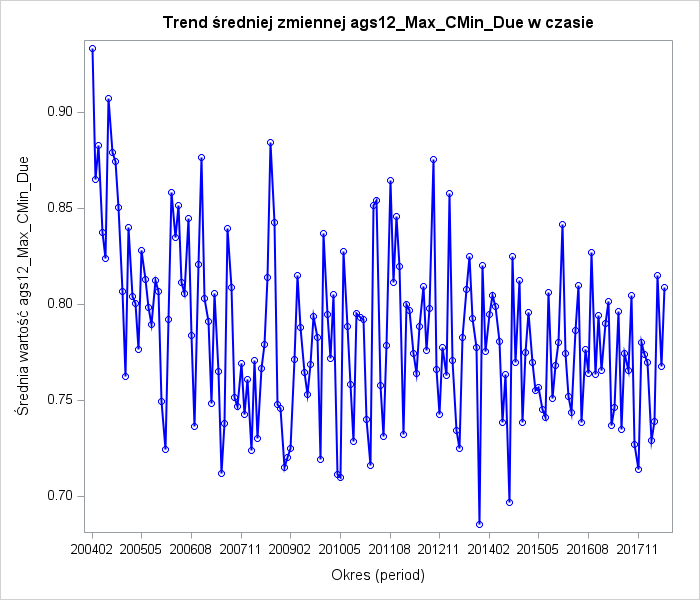 Trend średniej zmiennej ags12_Max_CMin_Due w czasie
Średnia wartość ags12_Max_CMin_Due
0.90
0.85
0.80
0.75
0.70
200402 200505 200608 200711 200902 201005 201108 201211 201402 201505 201608 201711
Okres (period)